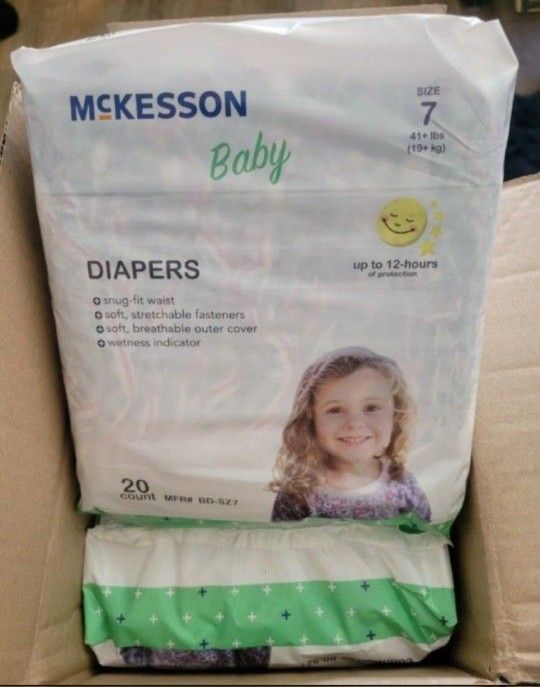 McKESSON
Baby
SIZE
7
41+ lbs
(19+ kg)
up to 12-hours
of protection
DIAPERS
snug-fit waist
soft, stretchable fasteners
soft, breathable outer cover
wetness indicator
20
count MFR# BD-SZ7